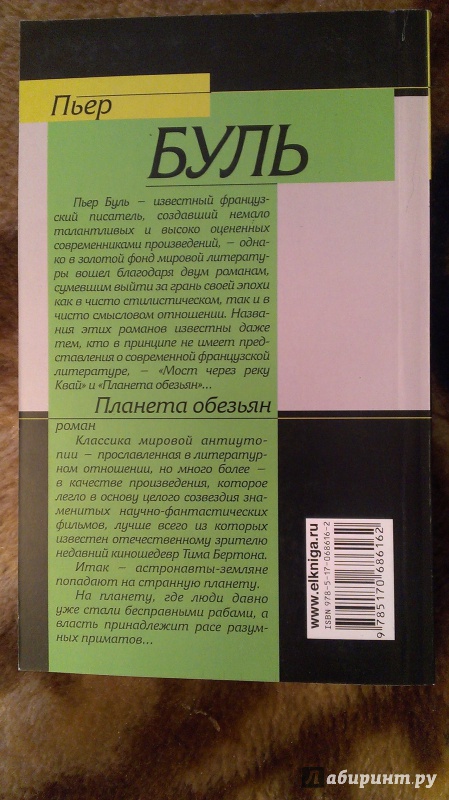 Пьер
БУЛЬ
Пьер Буль – известный француз-
ский писатель, создавший немало
талантливых и высоко оцененных
современниками произведений, – одна-
ко в золотой фонд мировой литерату-
ры вошел благодаря двум романам,
сумевшим выйти за грань своей эпохи
как в чисто стилистическом, так и в
чисто смысловом отношении. Назва-
ния этих романов известны даже
тем, кто в принципе не имеет пред-
ставления о современной французской
литературе, – «Мост через реку
Квай» и «Планета обезьян»...
Планета обезьян
роман
Классика мировой антиуто-
пии – прославленная в литератур-
ном отношении, но много более –
в качестве произведения, которое
легло в основу целого созвездия зна-
менитых научно-фантастических
фильмов, лучше всего из которых
известен отечественному зрителю
недавний киношедевр Тима Бертона.
Итак – астронавты-земляне
попадают на странную планету.
На планету, где люди давно
уже стали бесправными рабами, а
власть принадлежит расе разум-
ных приматов...
www.elkniga.ru
ISBN 978-5-17-068616-2
9 785170 686162
Лабиринт.ру